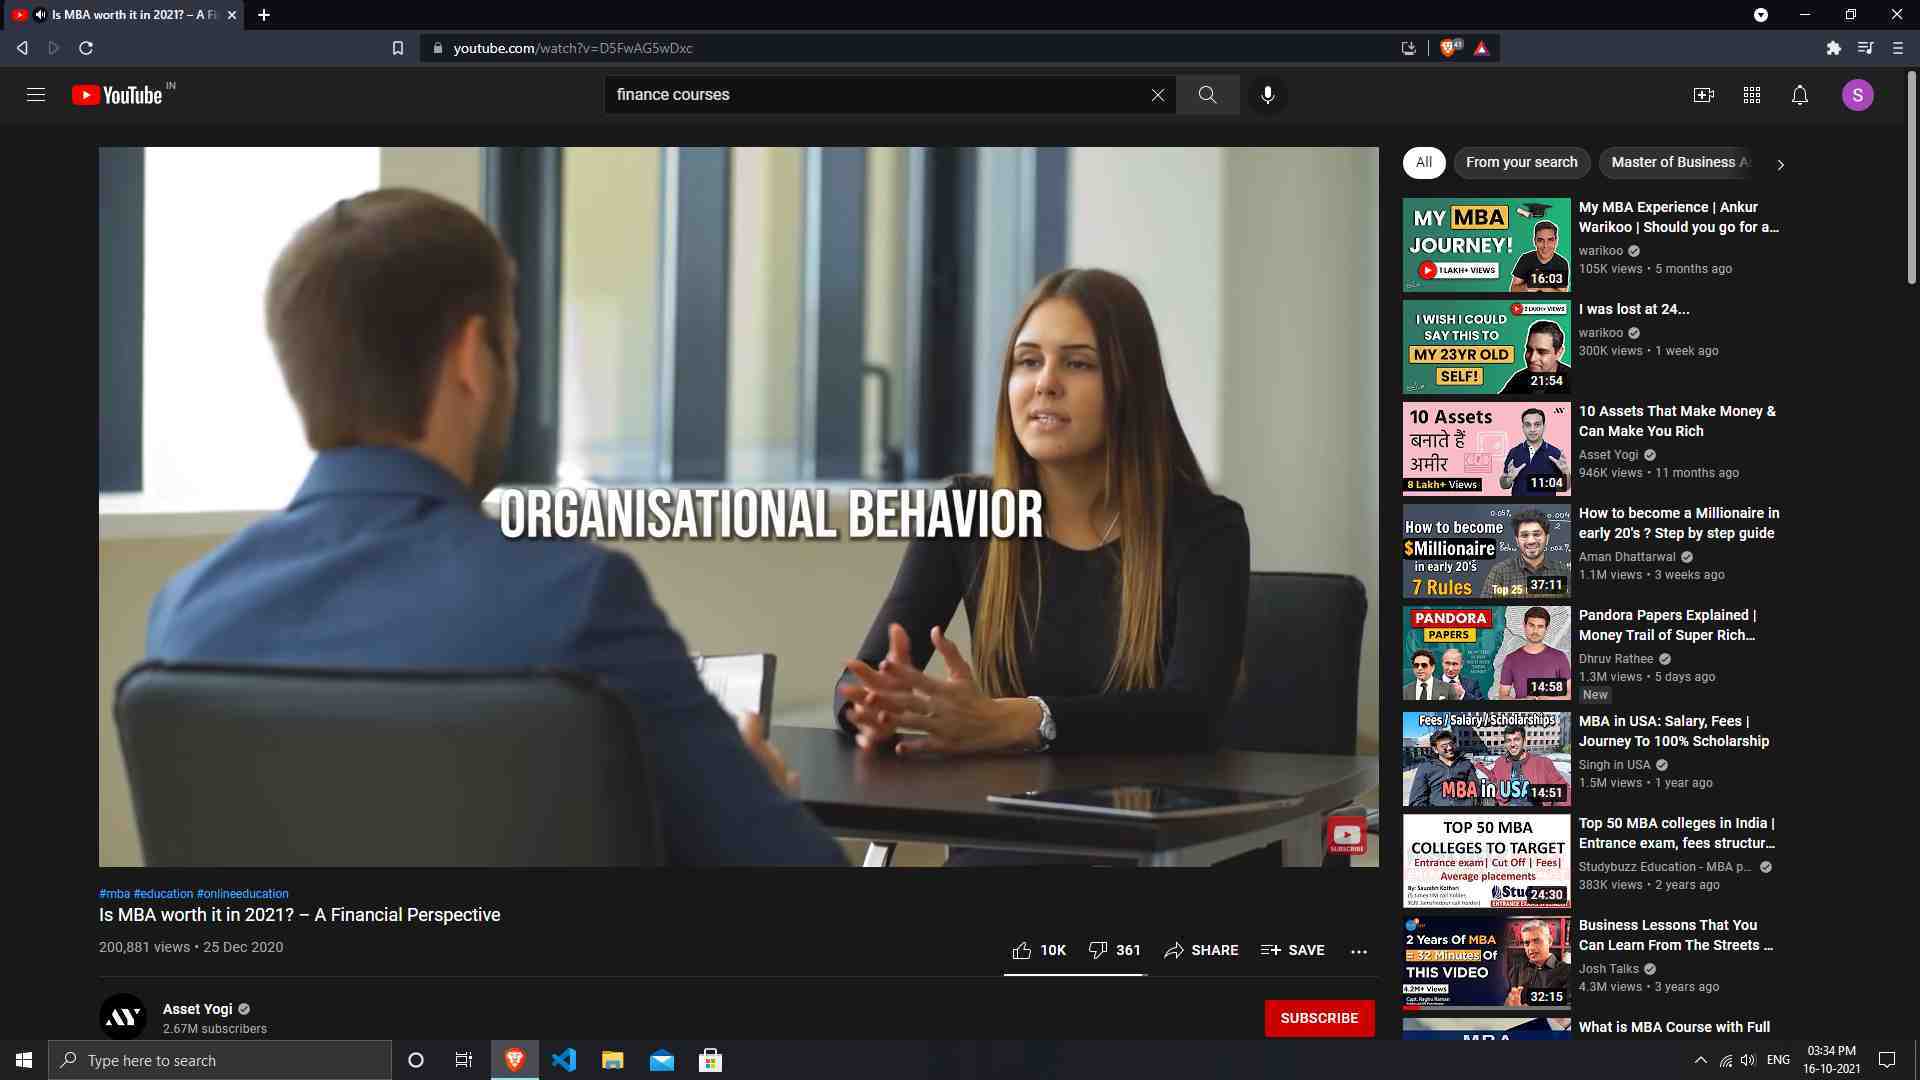 Is MBA worth it in 2021? – A Fi
youtube.com/watch?v=D5FwAG5wDxc
YouTube IN
finance courses
S
ORGANISATIONAL BEHAVIOR
SUBSCRIBE
#mba #education #onlineeducation
Is MBA worth it in 2021? – A Financial Perspective
200,881 views • 25 Dec 2020
10K
361
SHARE
SAVE
Asset Yogi
2.67M subscribers
SUBSCRIBE
All
From your search
Master of Business A
MY MBA
JOURNEY!
1 LAKH+ VIEWS
16:03
My MBA Experience | Ankur
Warikoo | Should you go for a...
warikoo
105K views • 5 months ago
I WISH I COULD
SAY THIS TO
MY 23YR OLD
SELF!
21:54
I was lost at 24...
warikoo
300K views • 1 week ago
10 Assets
बनाते हैं
अमीर
8 Lakh+ Views
11:04
10 Assets That Make Money &
Can Make You Rich
Asset Yogi
946K views • 11 months ago
How to become
$Millionaire
in early 20's
7 Rules
Top 25
37:11
How to become a Millionaire in
early 20's ? Step by step guide
Aman Dhattarwal
1.1M views • 3 weeks ago
PANDORA
PAPERS
14:58
Pandora Papers Explained |
Money Trail of Super Rich...
Dhruv Rathee
1.3M views • 5 days ago
New
Fees/Salary/Scholarships
MBA in USA
14:51
MBA in USA: Salary, Fees |
Journey To 100% Scholarship
Singh in USA
1.5M views • 1 year ago
TOP 50 MBA
COLLEGES TO TARGET
Entrance exam| Cut Off | Fees|
Average placements
By: Saurabh Kothari
24:30
Top 50 MBA colleges in India |
Entrance exam, fees structur...
Studybuzz Education - MBA p...
383K views • 2 years ago
2 Years Of MBA
= 32 Minutes Of
THIS VIDEO
4.2M+ Views
Capt. Raghu Raman
32:15
Business Lessons That You
Can Learn From The Streets ...
Josh Talks
4.3M views • 3 years ago
MBA
What is MBA Course with Full
Type here to search
ENG
03:34 PM
16-10-2021